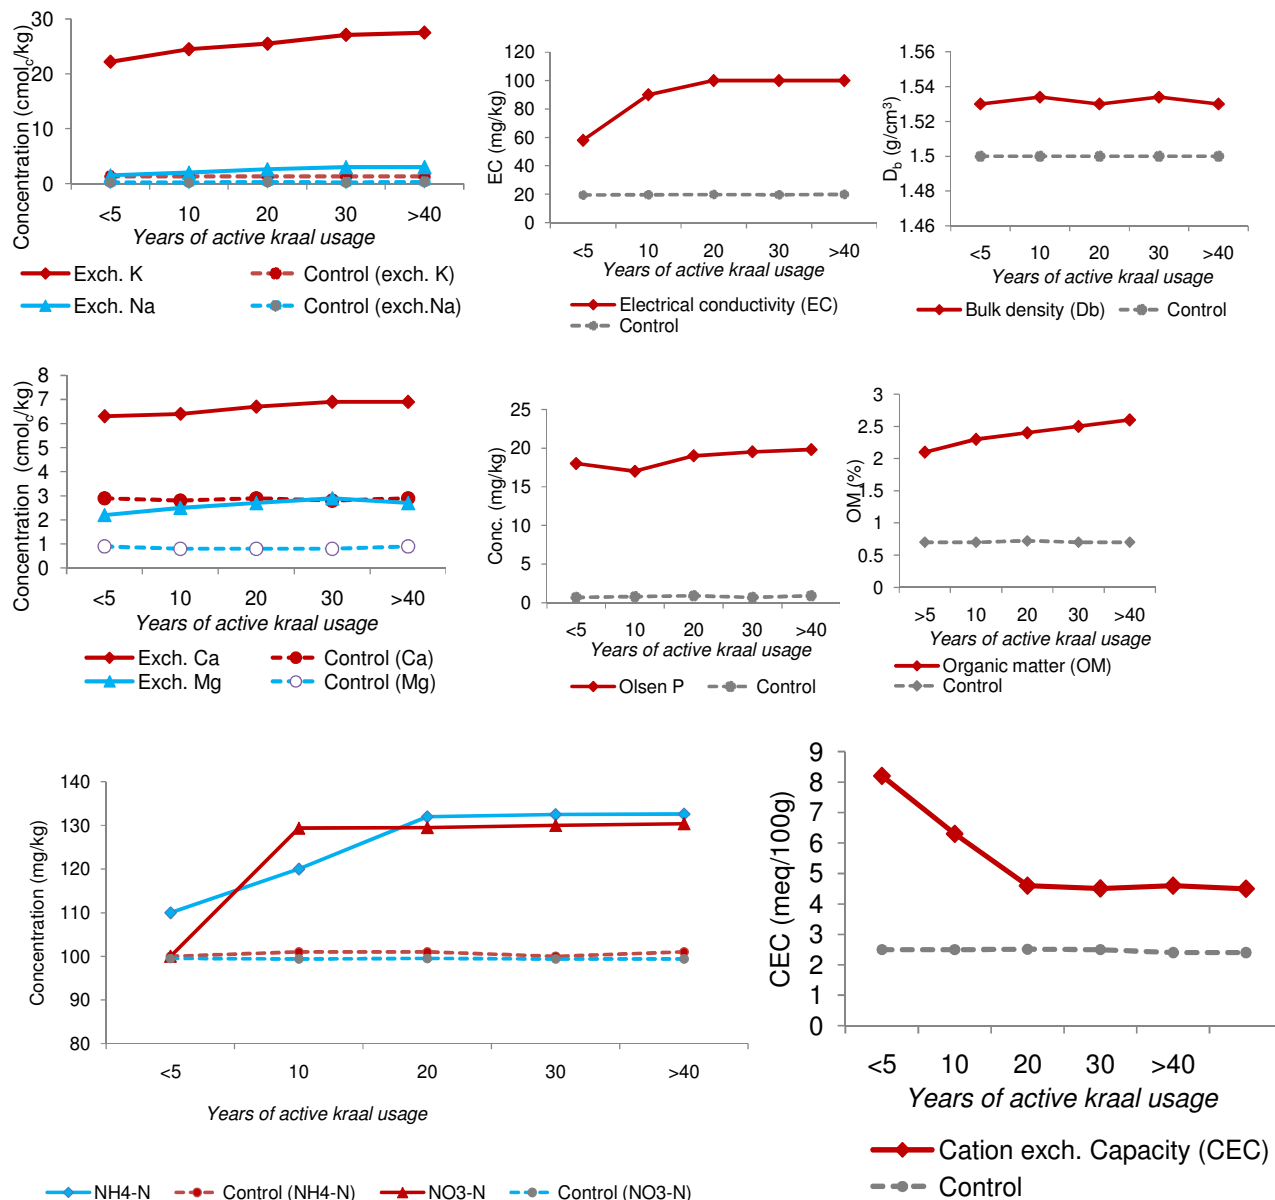 Concentration (cmolc/kg)
30
20
10
0
<5 10 20 30 >40
Years of active kraal usage
Exch. K Control (exch. K)
Exch. Na Control (exch.Na)
EC (mg/kg)
120
100
80
60
40
20
0
<5 10 20 30 >40
Years of active kraal usage
Electrical conductivity (EC)
Control
Db (g/cm³)
1.56
1.54
1.52
1.5
1.48
1.46
<5 10 20 30 >40
Years of active kraal usage
Bulk density (Db) Control
Concentration (cmolc/kg)
8
7
6
5
4
3
2
1
0
<5 10 20 30 >40
Years of active kraal usage
Exch. Ca Control (Ca)
Exch. Mg Control (Mg)
Conc. (mg/kg)
25
20
15
10
5
0
<5 10 20 30 >40
Years of active kraal usage
Olsen P Control
OM (%)
3
2.5
2
1.5
1
0.5
0
>5 10 20 30 >40
Years of active kraal usage
Organic matter (OM)
Control
Concentration (mg/kg)
140
130
120
110
100
90
80
<5 10 20 30 >40
Years of active kraal usage
NH4-N Control (NH4-N) NO3-N Control (NO3-N)
CEC (meq/100g)
9
8
7
6
5
4
3
2
1
0
<5 10 20 30 >40
Years of active kraal usage
Cation exch. Capacity (CEC)
Control